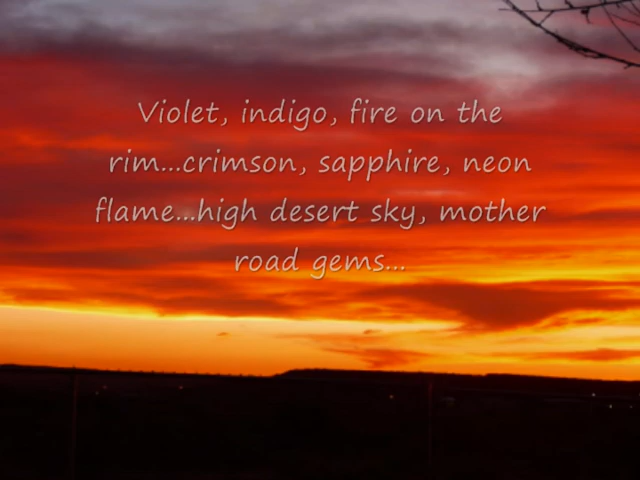 Violet, indigo, fire on the
rim...crimson, sapphire, neon
flame...high desert sky, mother
road gems...